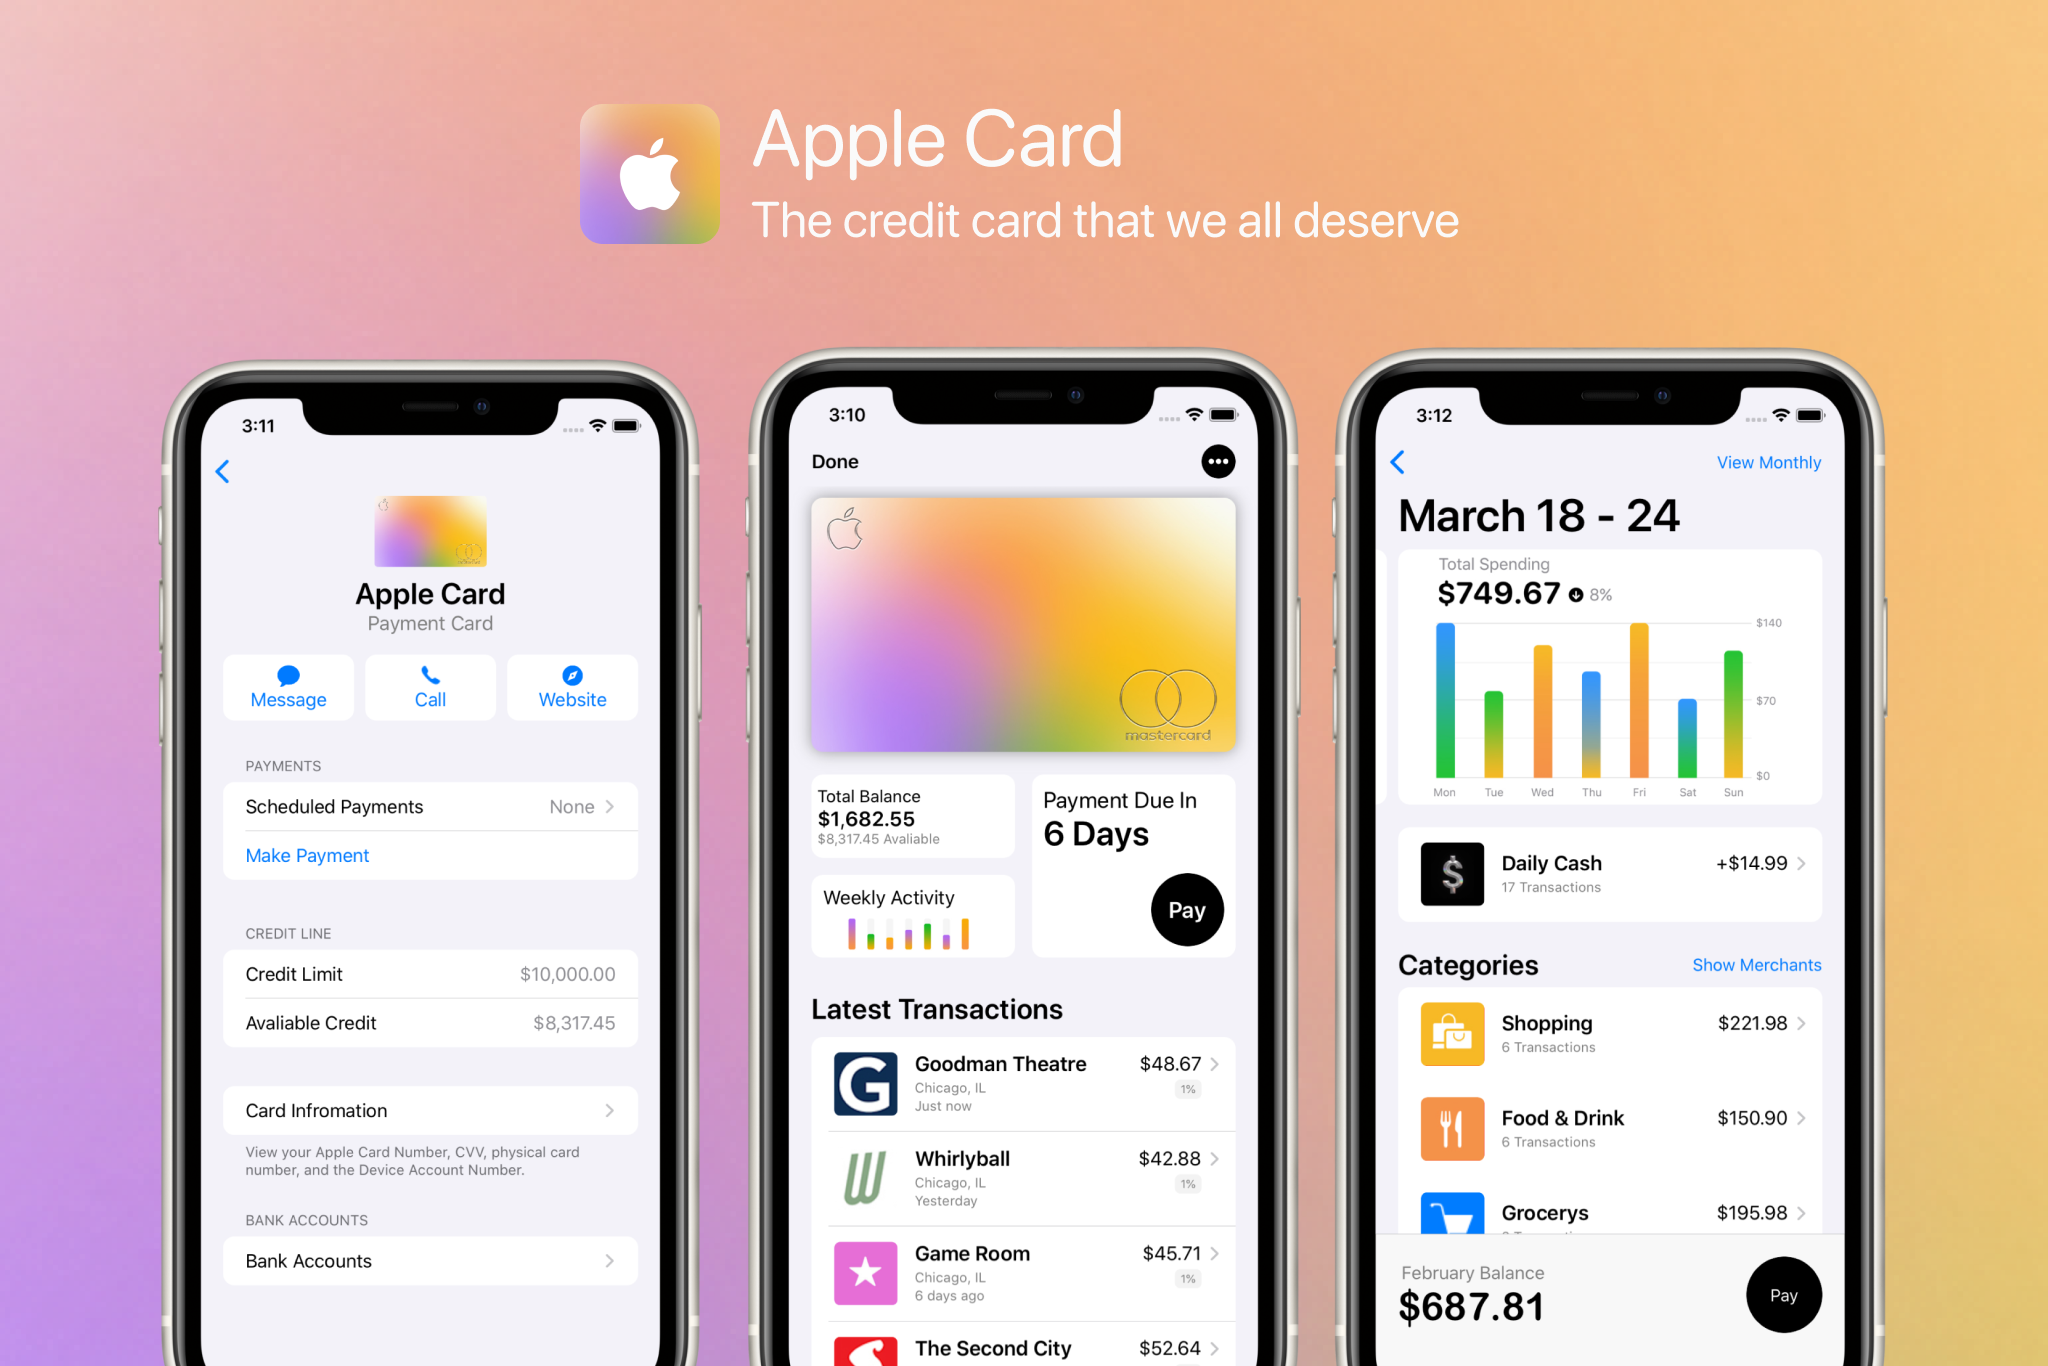 Apple Card
The credit card that we all deserve
3:11
Apple Card
Payment Card
Message
Call
Website
PAYMENTS
Scheduled Payments
None
Make Payment
CREDIT LINE
Credit Limit
$10,000.00
Avaliable Credit
$8,317.45
Card Infromation
View your Apple Card Number, CVV, physical card
number, and the Device Account Number.
BANK ACCOUNTS
Bank Accounts
3:10
Done
mastercard
Total Balance
$1,682.55
$8,317.45 Avaliable
Payment Due In
6 Days
Pay
Weekly Activity
Latest Transactions
Goodman Theatre
$48.67
Chicago, IL
1%
Just now
Whirlyball
$42.88
Chicago, IL
1%
Yesterday
Game Room
$45.71
Chicago, IL
1%
6 days ago
The Second City
$52.64
3:12
View Monthly
March 18 - 24
Total Spending
$749.67
8%
$140
$70
$0
Mon Tue Wed Thu Fri Sat Sun
Daily Cash
+$14.99
17 Transactions
Categories
Show Merchants
Shopping
$221.98
6 Transactions
Food & Drink
$150.90
6 Transactions
Grocerys
$195.98
February Balance
$687.81
Pay